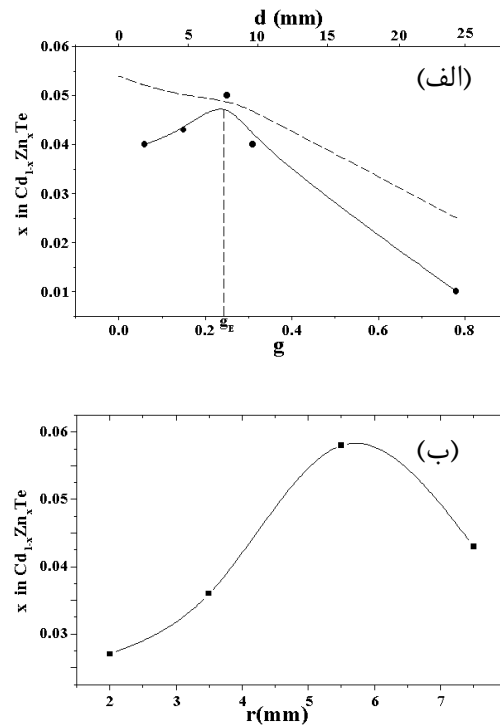 d (mm)
0 5 10 15 20 25
(الف)
0.06
0.05
0.04
0.03
0.02
0.01
x in Cd1-xZnxTe
0.0 0.2 gE 0.4 0.6 0.8
g
(ب)
0.06
0.05
0.04
0.03
x in Cd1-xZnxTe
2 3 4 5 6 7
r(mm)